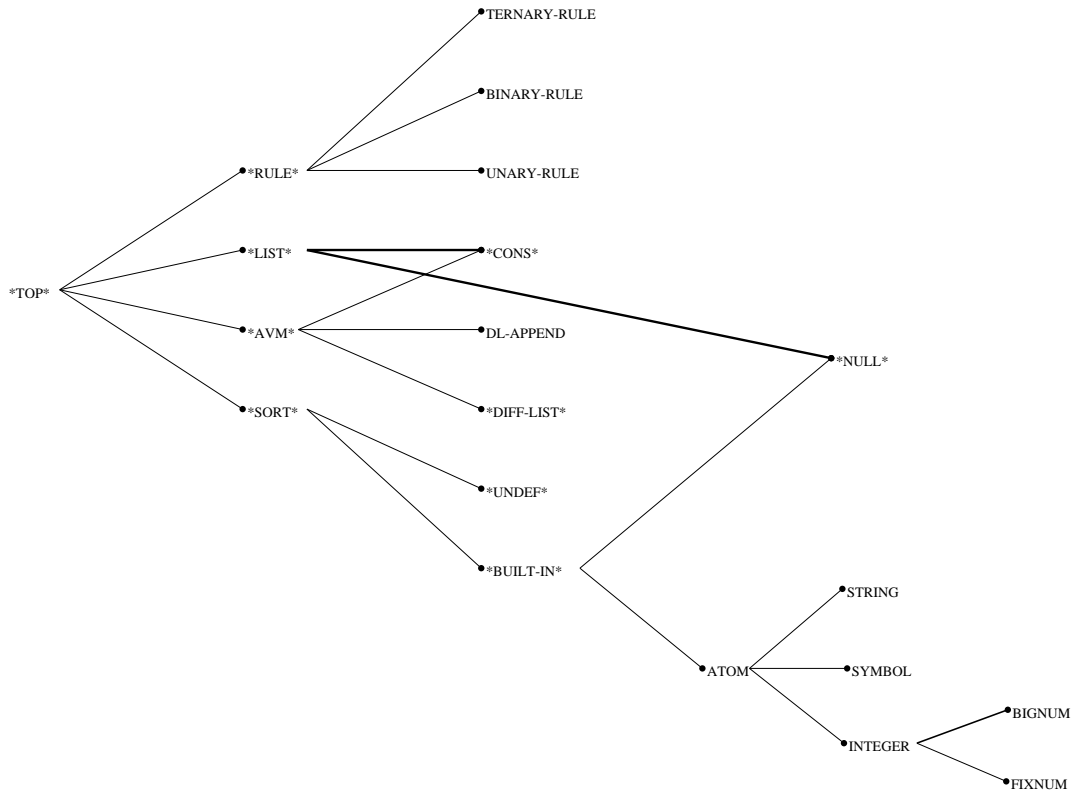 TERNARY-RULE
BINARY-RULE
*RULE*
UNARY-RULE
*LIST*
*CONS*
*TOP*
*AVM*
DL-APPEND
*NULL*
*SORT*
*DIFF-LIST*
*UNDEF*
*BUILT-IN*
STRING
ATOM
SYMBOL
BIGNUM
INTEGER
FIXNUM